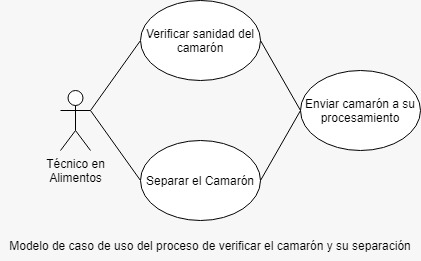 Verificar sanidad del
camarón
Enviar camarón a su
procesamiento
Técnico en
Alimentos
Separar el Camarón
Modelo de caso de uso del proceso de verificar el camarón y su separación